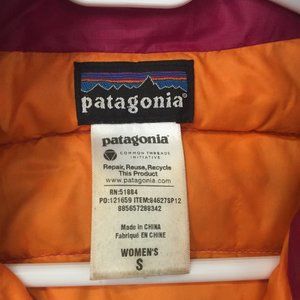 patagonia®
patagonia®
COMMON THREADS
INITIATIVE
Repair, Reuse, Recycle
This Product
www.patagonia.com
RN:51884
PO:121659 ITEM:84627SP12
885657288342
Made in CHINA
Fabriqué EN CHINE
WOMEN'S
S